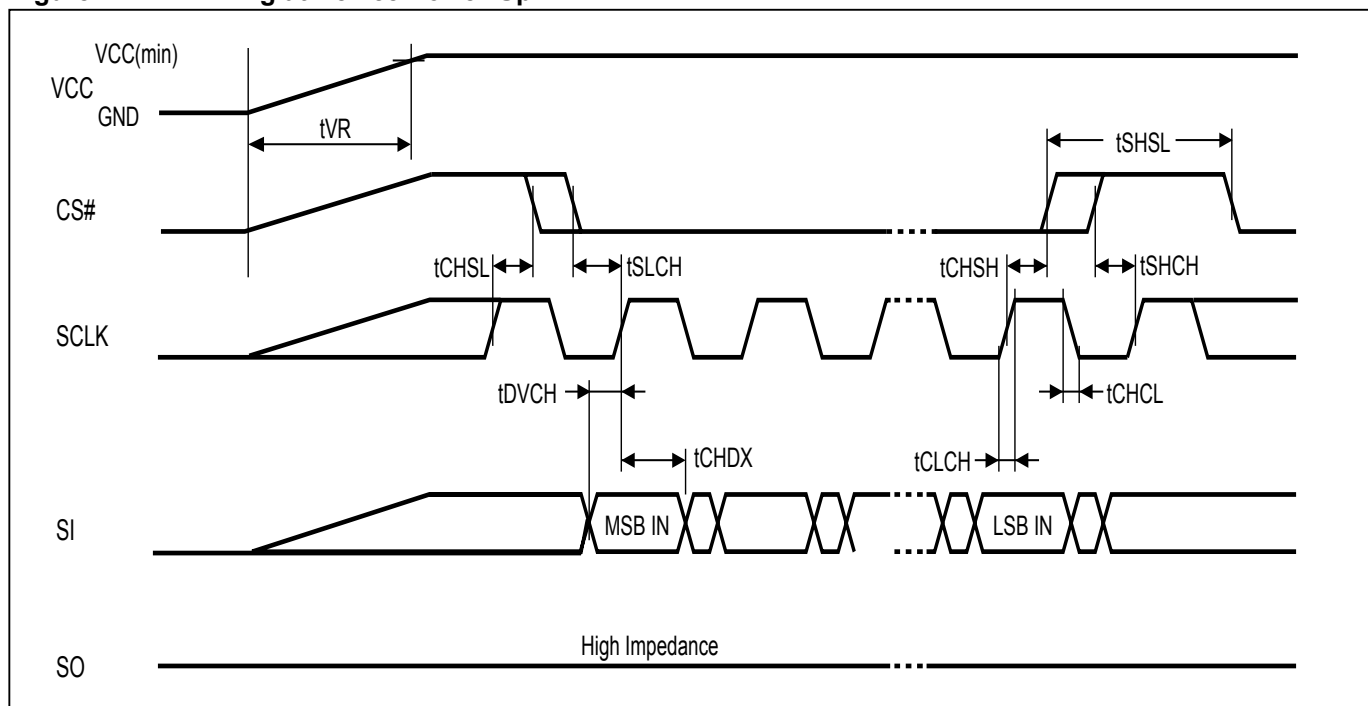 VCC(min)
VCC
GND
tVR
tSHSL
CS#
tCHSL
tSLCH
tCHSH
tSHCH
SCLK
tDVCH
tCHCL
tCHDX
tCLCH
SI
MSB IN
LSB IN
High Impedance
SO